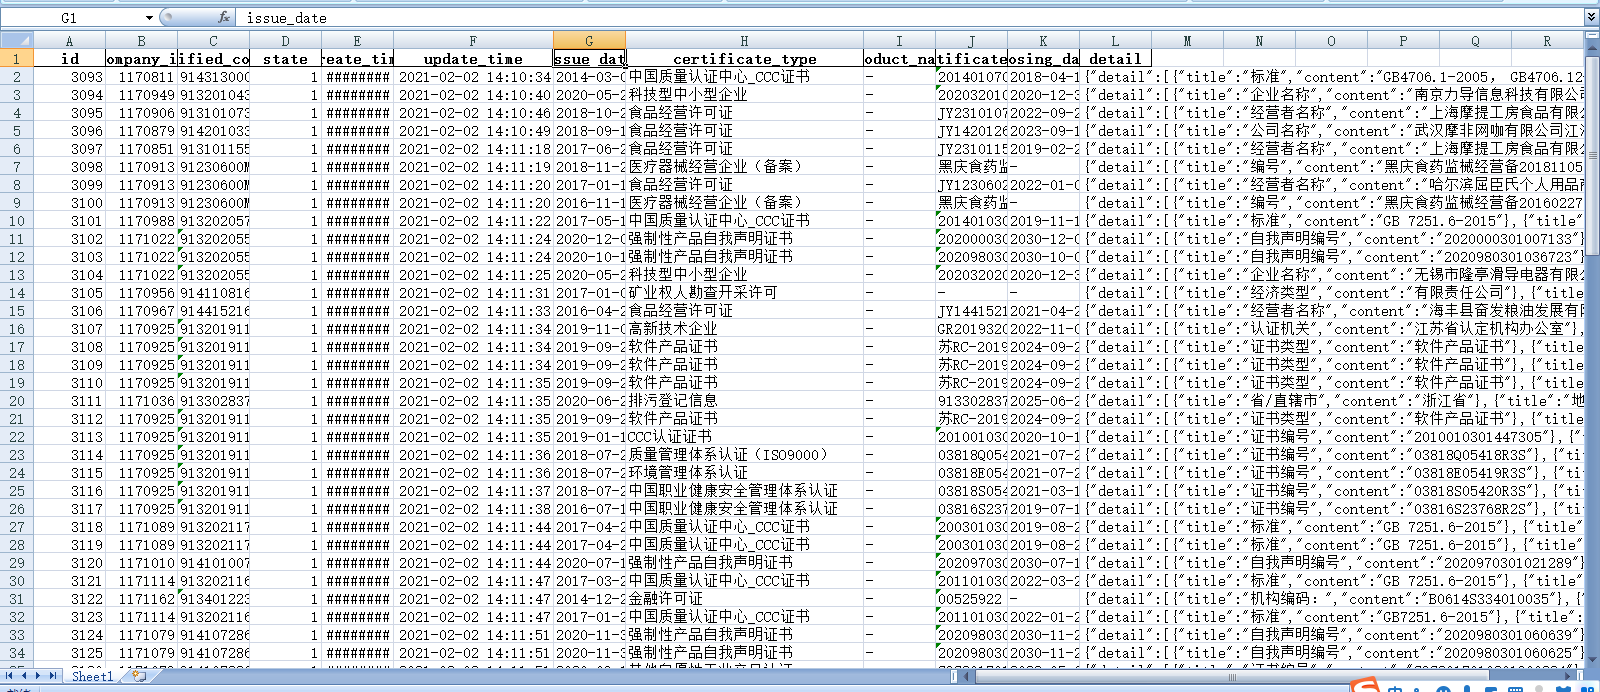 G1 fx issue_date
A B C D E F G H I J K L M N O P Q R
1 id ompany_i ified_co state reate_tim update_time ssue_dat certificate_type oduct_na tificate osing_da detail
2 3093 1170811 914313000 1 ######## 2021-02-02 14:10:34 2014-03-0 中国质量认证中心_CCC证书 - 201401070 2018-04-1 {"detail":[{"title":"标准","content":"GB4706.1-2005, GB4706.12
3 3094 1170949 913201043 1 ######## 2021-02-02 14:10:40 2020-05-2 科技型中小型企业 - 202032010 2020-12-3 {"detail":[{"title":"企业名称","content":"南京力导信息科技有限公
4 3095 1170906 913101073 1 ######## 2021-02-02 14:10:46 2018-10-2 食品经营许可证 - JY2310107 2022-09-2 {"detail":[{"title":"经营者名称","content":"上海摩提工房食品有限
5 3096 1170879 914201033 1 ######## 2021-02-02 14:10:49 2018-09-1 食品经营许可证 - JY1420126 2023-09-1 {"detail":[{"title":"公司名称","content":"武汉摩非网咖有限公司江
6 3097 1170851 913101155 1 ######## 2021-02-02 14:11:18 2017-06-2 食品经营许可证 - JY2310115 2019-02-2 {"detail":[{"title":"经营者名称","content":"上海摩提工房食品有限
7 3098 1170913 91230600M 1 ######## 2021-02-02 14:11:19 2018-11-2 医疗器械经营企业（备案） - 黑庆食药监 - {"detail":[{"title":"编号","content":"黑庆食药监械经营备20181105
8 3099 1170913 91230600M 1 ######## 2021-02-02 14:11:20 2017-01-1 食品经营许可证 - JY1230602 2022-01-0 {"detail":[{"title":"经营者名称","content":"哈尔滨屈臣氏个人用品
9 3100 1170913 91230600M 1 ######## 2021-02-02 14:11:20 2016-11-1 医疗器械经营企业（备案） - 黑庆食药监 - {"detail":[{"title":"编号","content":"黑庆食药监械经营备20160227
10 3101 1170988 913202057 1 ######## 2021-02-02 14:11:22 2017-05-1 中国质量认证中心_CCC证书 - 201401030 2019-11-1 {"detail":[{"title":"标准","content":"GB 7251.6-2015"},{"title"
11 3102 1171022 913202055 1 ######## 2021-02-02 14:11:24 2020-12-0 强制性产品自我声明证书 - 202000030 2030-12-0 {"detail":[{"title":"自我声明编号","content":"2020000301007133"}
12 3103 1171022 913202055 1 ######## 2021-02-02 14:11:24 2020-10-1 强制性产品自我声明证书 - 202098030 2030-10-0 {"detail":[{"title":"自我声明编号","content":"2020980301036723"}
13 3104 1171022 913202055 1 ######## 2021-02-02 14:11:25 2020-05-2 科技型中小型企业 - 202032020 2020-12-3 {"detail":[{"title":"企业名称","content":"无锡市隆亭滑导电器有限
14 3105 1170956 914110816 1 ######## 2021-02-02 14:11:31 2017-01-0 矿业权人勘查开采许可 - - - {"detail":[{"title":"经济类型","content":"有限责任公司"},{"title
15 3106 1170967 914415216 1 ######## 2021-02-02 14:11:33 2016-04-2 食品经营许可证 - JY1441521 2021-04-2 {"detail":[{"title":"经营者名称","content":"海丰县奋发粮油发展有
16 3107 1170925 913201911 1 ######## 2021-02-02 14:11:34 2019-11-0 高新技术企业 - GR2019320 2022-11-0 {"detail":[{"title":"认证机关","content":"江苏省认定机构办公室"},
17 3108 1170925 913201911 1 ######## 2021-02-02 14:11:34 2019-09-2 软件产品证书 - 苏RC-2019 2024-09-2 {"detail":[{"title":"证书类型","content":"软件产品证书"},{"title
18 3109 1170925 913201911 1 ######## 2021-02-02 14:11:34 2019-09-2 软件产品证书 - 苏RC-2019 2024-09-2 {"detail":[{"title":"证书类型","content":"软件产品证书"},{"title
19 3110 1170925 913201911 1 ######## 2021-02-02 14:11:35 2019-09-2 软件产品证书 - 苏RC-2019 2024-09-2 {"detail":[{"title":"证书类型","content":"软件产品证书"},{"title
20 3111 1171036 913302837 1 ######## 2021-02-02 14:11:35 2020-06-2 排污登记信息 - 913302837 2025-06-2 {"detail":[{"title":"省/直辖市","content":"浙江省"},{"title":"地
21 3112 1170925 913201911 1 ######## 2021-02-02 14:11:35 2019-09-2 软件产品证书 - 苏RC-2019 2024-09-2 {"detail":[{"title":"证书类型","content":"软件产品证书"},{"title
22 3113 1170925 913201911 1 ######## 2021-02-02 14:11:35 2019-01-1 CCC认证证书 - 201001030 2020-10-1 {"detail":[{"title":"证书编号","content":"2010010301447305"},{"
23 3114 1170925 913201911 1 ######## 2021-02-02 14:11:36 2018-07-2 质量管理体系认证（ISO9000） - 03818Q054 2021-07-2 {"detail":[{"title":"证书编号","content":"03818Q05418R3S"},{"ti
24 3115 1170925 913201911 1 ######## 2021-02-02 14:11:36 2018-07-2 环境管理体系认证 - 03818E054 2021-07-2 {"detail":[{"title":"证书编号","content":"03818E05419R3S"},{"ti
25 3116 1170925 913201911 1 ######## 2021-02-02 14:11:37 2018-07-2 中国职业健康安全管理体系认证 - 03818S054 2021-03-1 {"detail":[{"title":"证书编号","content":"03818S05420R3S"},{"ti
26 3117 1170925 913201911 1 ######## 2021-02-02 14:11:38 2016-07-1 中国职业健康安全管理体系认证 - 03816S237 2019-07-1 {"detail":[{"title":"证书编号","content":"03816S23768R2S"},{"ti
27 3118 1171089 913202117 1 ######## 2021-02-02 14:11:44 2017-04-2 中国质量认证中心_CCC证书 - 200301030 2019-08-2 {"detail":[{"title":"标准","content":"GB 7251.6-2015"},{"title"
28 3119 1171089 913202117 1 ######## 2021-02-02 14:11:44 2017-04-2 中国质量认证中心_CCC证书 - 200301030 2019-08-2 {"detail":[{"title":"标准","content":"GB 7251.6-2015"},{"title"
29 3120 1171010 914101007 1 ######## 2021-02-02 14:11:44 2020-07-1 强制性产品自我声明证书 - 202097030 2030-07-1 {"detail":[{"title":"自我声明编号","content":"2020970301021289"}
30 3121 1171114 913202116 1 ######## 2021-02-02 14:11:47 2017-03-2 中国质量认证中心_CCC证书 - 201101030 2022-03-2 {"detail":[{"title":"标准","content":"GB 7251.6-2015"},{"title"
31 3122 1171162 913401223 1 ######## 2021-02-02 14:11:47 2014-12-2 金融许可证 - 00525922 - {"detail":[{"title":"机构编码：","content":"B0614S334010035"},{"
32 3123 1171114 913202116 1 ######## 2021-02-02 14:11:47 2017-01-2 中国质量认证中心_CCC证书 - 201101030 2022-01-2 {"detail":[{"title":"标准","content":"GB7251.6-2015"},{"title":
33 3124 1171079 914107286 1 ######## 2021-02-02 14:11:51 2020-11-3 强制性产品自我声明证书 - 202098030 2030-11-2 {"detail":[{"title":"自我声明编号","content":"2020980301060639"}
34 3125 1171079 914107286 1 ######## 2021-02-02 14:11:51 2020-11-3 强制性产品自我声明证书 - 202098030 2030-11-2 {"detail":[{"title":"自我声明编号","content":"2020980301060625"}
Sheet1